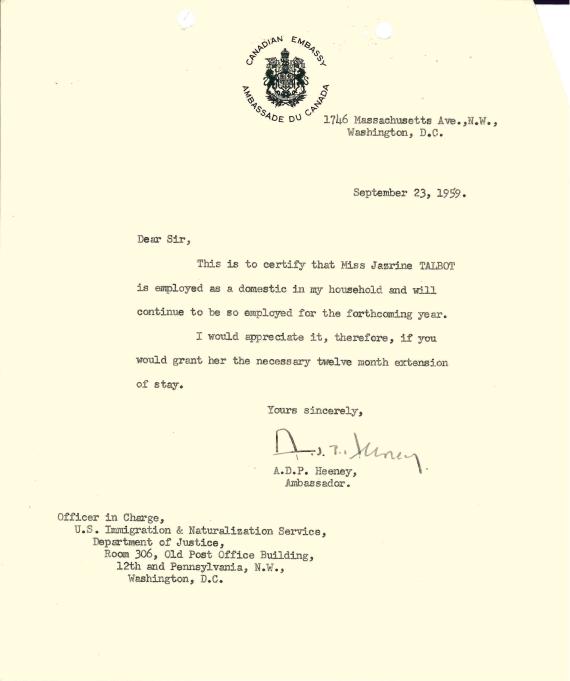 CANADIAN EMBASSY
AMBASSADE DU CANADA
1746 Massachusetts Ave.,N.W.,
Washington, D.C.
September 23, 1959.
Dear Sir,
This is to certify that Miss Jazrine TALBOT
is employed as a domestic in my household and will
continue to be so employed for the forthcoming year.
I would appreciate it, therefore, if you
would grant her the necessary twelve month extension
of stay.
Yours sincerely,
A.D.P. Heeney,
Ambassador.
Officer in Charge,
U.S. Immigration & Naturalization Service,
Department of Justice,
Room 306, Old Post Office Building,
12th and Pennsylvania, N.W.,
Washington, D.C.